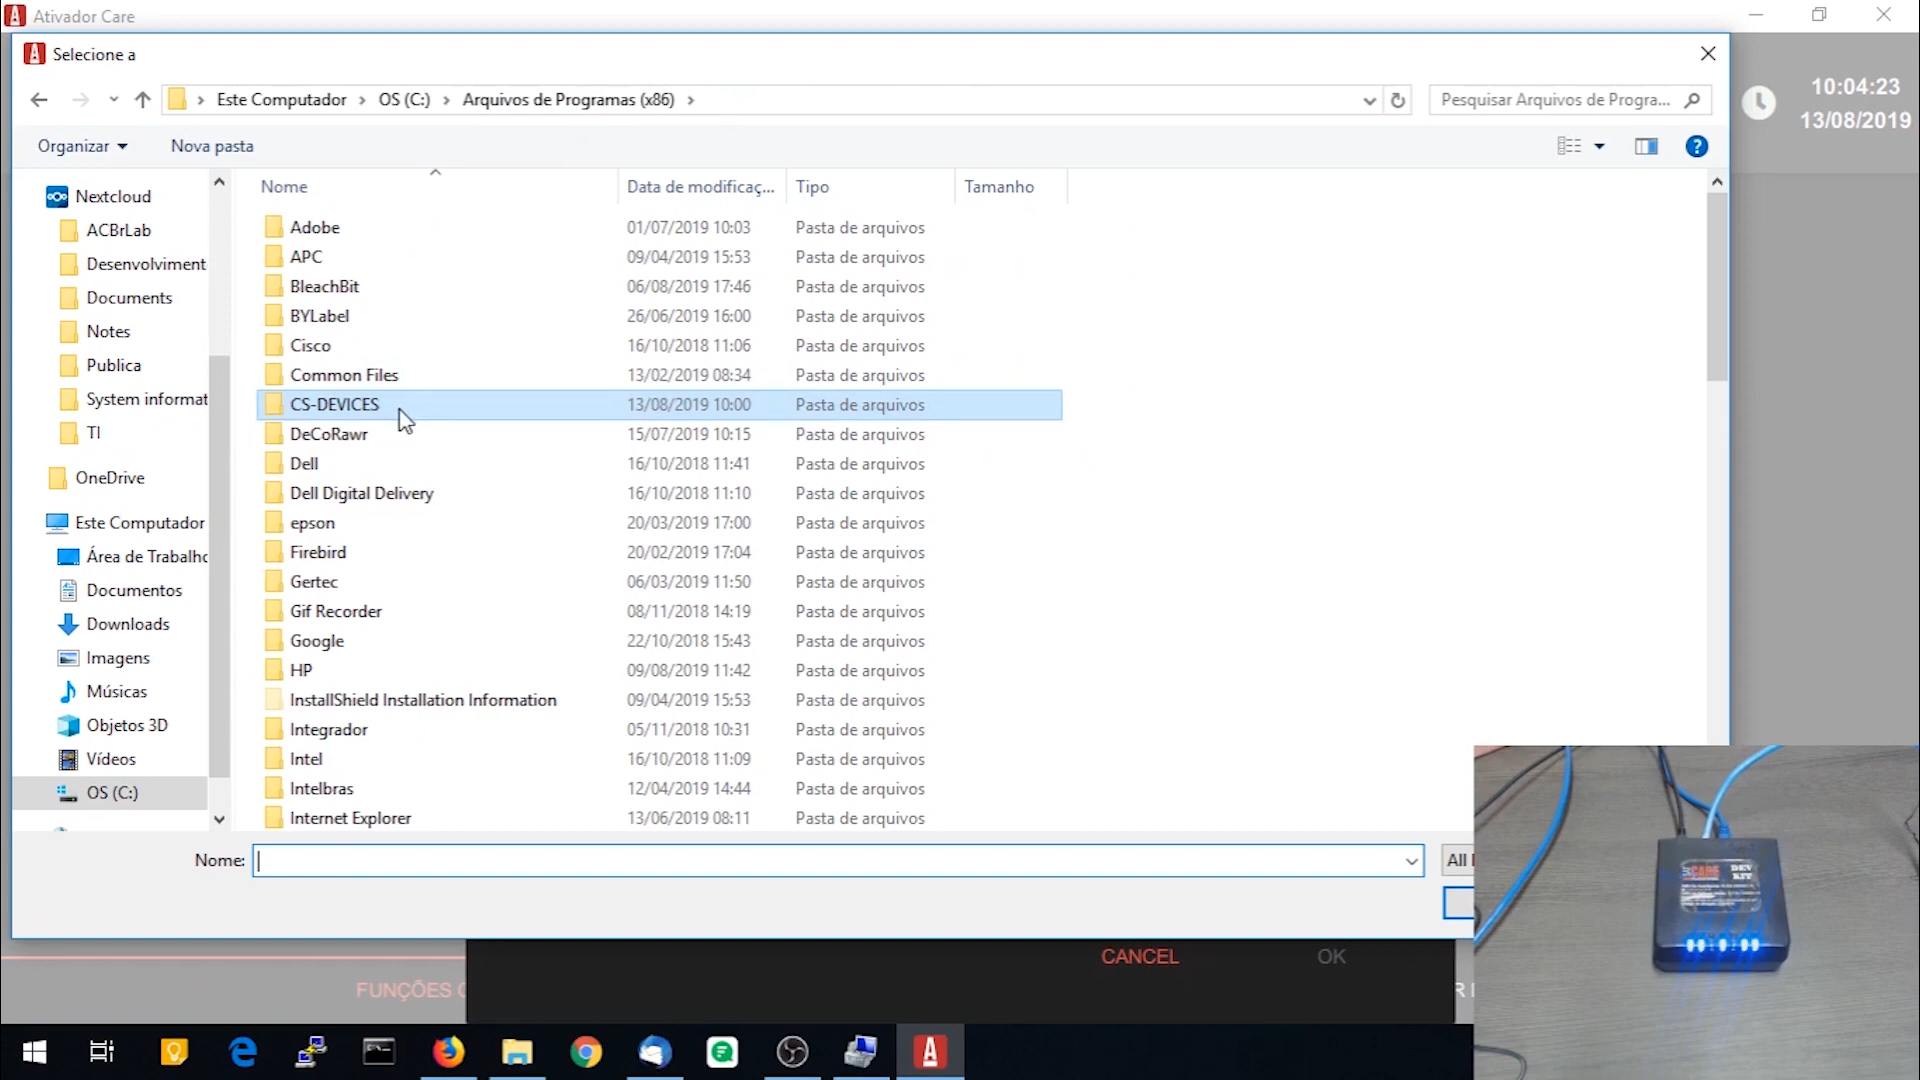 Ativador Care
Selecione a
Este Computador
OS (C:)
Arquivos de Programas (x86)
Pesquisar Arquivos de Progra...
10:04:23
13/08/2019
Organizar
Nova pasta
Nome
Data de modificaç...
Tipo
Tamanho
Nextcloud
ACBrLab
Desenvolviment
Documents
Notes
Publica
System informat
TI
OneDrive
Este Computador
Área de Trabalho
Documentos
Downloads
Imagens
Músicas
Objetos 3D
Vídeos
OS (C:)
Adobe 01/07/2019 10:03 Pasta de arquivos
APC 09/04/2019 15:53 Pasta de arquivos
BleachBit 06/08/2019 17:46 Pasta de arquivos
BYLabel 26/06/2019 16:00 Pasta de arquivos
Cisco 16/10/2018 11:06 Pasta de arquivos
Common Files 13/02/2019 08:34 Pasta de arquivos
CS-DEVICES 13/08/2019 10:00 Pasta de arquivos
DeCoRawr 15/07/2019 10:15 Pasta de arquivos
Dell 16/10/2018 11:41 Pasta de arquivos
Dell Digital Delivery 16/10/2018 11:10 Pasta de arquivos
epson 20/03/2019 17:00 Pasta de arquivos
Firebird 20/02/2019 17:04 Pasta de arquivos
Gertec 06/03/2019 11:50 Pasta de arquivos
Gif Recorder 08/11/2018 14:19 Pasta de arquivos
Google 22/10/2018 15:43 Pasta de arquivos
HP 09/08/2019 11:42 Pasta de arquivos
InstallShield Installation Information 09/04/2019 15:53 Pasta de arquivos
Integrador 05/11/2018 10:31 Pasta de arquivos
Intel 16/10/2018 11:09 Pasta de arquivos
Intelbras 12/04/2019 14:44 Pasta de arquivos
Internet Explorer 13/06/2019 08:11 Pasta de arquivos
Nome:
All
CANCEL
OK
FUNÇÕES
CARE
DEV
KIT